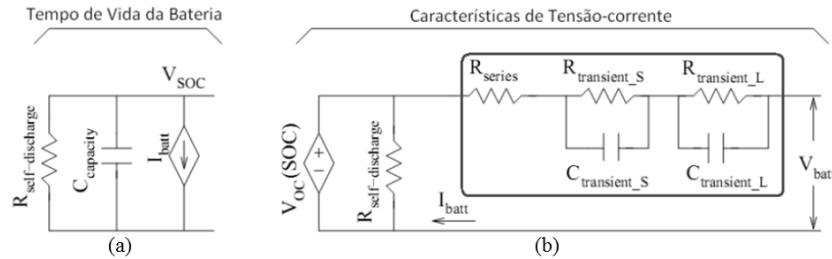 Tempo de Vida da Bateria
V_SOC
R_self-discharge
C_capacity
I_batt
(a)
Características de Tensão-corrente
R_series
R_transient_S
R_transient_L
C_transient_S
C_transient_L
V_OC(SOC)
+
−
R_self-discharge
I_batt
V_batt
(b)